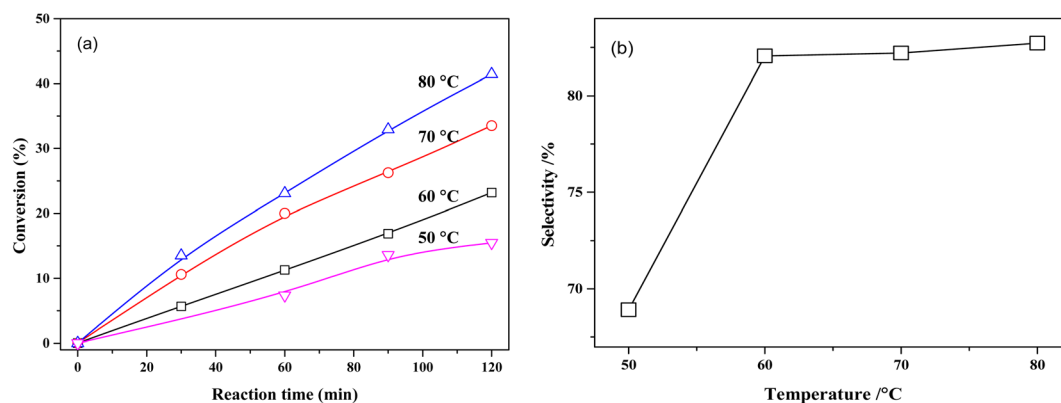 (a)
Conversion (%)
50
40
30
20
10
0
80 °C
70 °C
60 °C
50 °C
0
20
40
60
80
100
120
Reaction time (min)
(b)
Selectivity /%
82
75
70
50
60
70
80
Temperature /°C